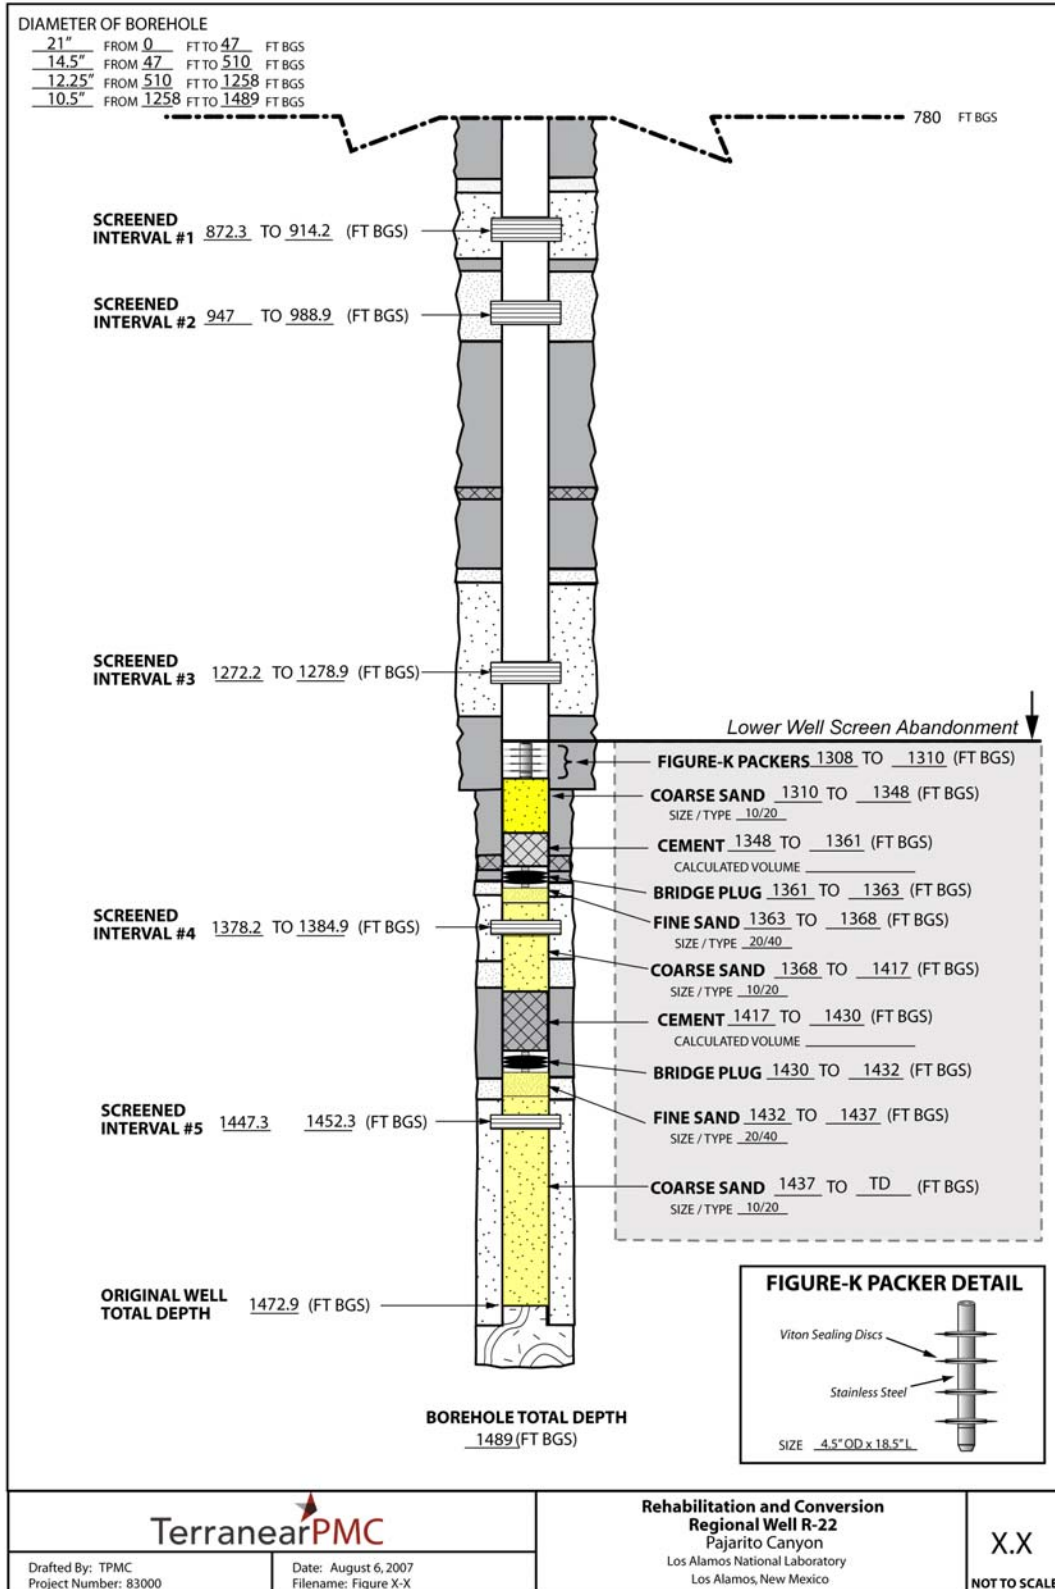 DIAMETER OF BOREHOLE
21" FROM 0 FT TO 47 FT BGS
14.5" FROM 47 FT TO 510 FT BGS
12.25" FROM 510 FT TO 1258 FT BGS
10.5" FROM 1258 FT TO 1489 FT BGS
780 FT BGS
SCREENED
INTERVAL #1 872.3 TO 914.2 (FT BGS)
SCREENED
INTERVAL #2 947 TO 988.9 (FT BGS)
SCREENED
INTERVAL #3 1272.2 TO 1278.9 (FT BGS)
Lower Well Screen Abandonment
FIGURE-K PACKERS 1308 TO 1310 (FT BGS)
COARSE SAND 1310 TO 1348 (FT BGS)
SIZE / TYPE 10/20
CEMENT 1348 TO 1361 (FT BGS)
CALCULATED VOLUME
BRIDGE PLUG 1361 TO 1363 (FT BGS)
FINE SAND 1363 TO 1368 (FT BGS)
SIZE / TYPE 20/40
SCREENED
INTERVAL #4 1378.2 TO 1384.9 (FT BGS)
COARSE SAND 1368 TO 1417 (FT BGS)
SIZE / TYPE 10/20
CEMENT 1417 TO 1430 (FT BGS)
CALCULATED VOLUME
BRIDGE PLUG 1430 TO 1432 (FT BGS)
SCREENED
INTERVAL #5 1447.3 1452.3 (FT BGS)
FINE SAND 1432 TO 1437 (FT BGS)
SIZE / TYPE 20/40
COARSE SAND 1437 TO TD (FT BGS)
SIZE / TYPE 10/20
ORIGINAL WELL
TOTAL DEPTH 1472.9 (FT BGS)
FIGURE-K PACKER DETAIL
Viton Sealing Discs
Stainless Steel
SIZE 4.5" OD x 18.5" L
BOREHOLE TOTAL DEPTH
1489 (FT BGS)
TerranearPMC
Drafted By: TPMC
Project Number: 83000
Date: August 6, 2007
Filename: Figure X-X
Rehabilitation and Conversion
Regional Well R-22
Pajarito Canyon
Los Alamos National Laboratory
Los Alamos, New Mexico
X.X
NOT TO SCALE